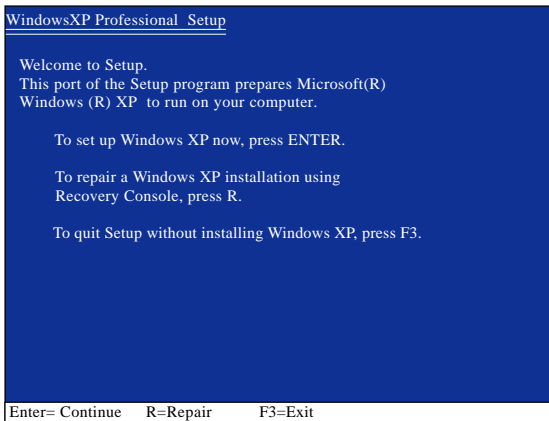 WindowsXP Professional Setup
Welcome to Setup.
This port of the Setup program prepares Microsoft(R)
Windows (R) XP to run on your computer.
To set up Windows XP now, press ENTER.
To repair a Windows XP installation using
Recovery Console, press R.
To quit Setup without installing Windows XP, press F3.
Enter= Continue R=Repair F3=Exit